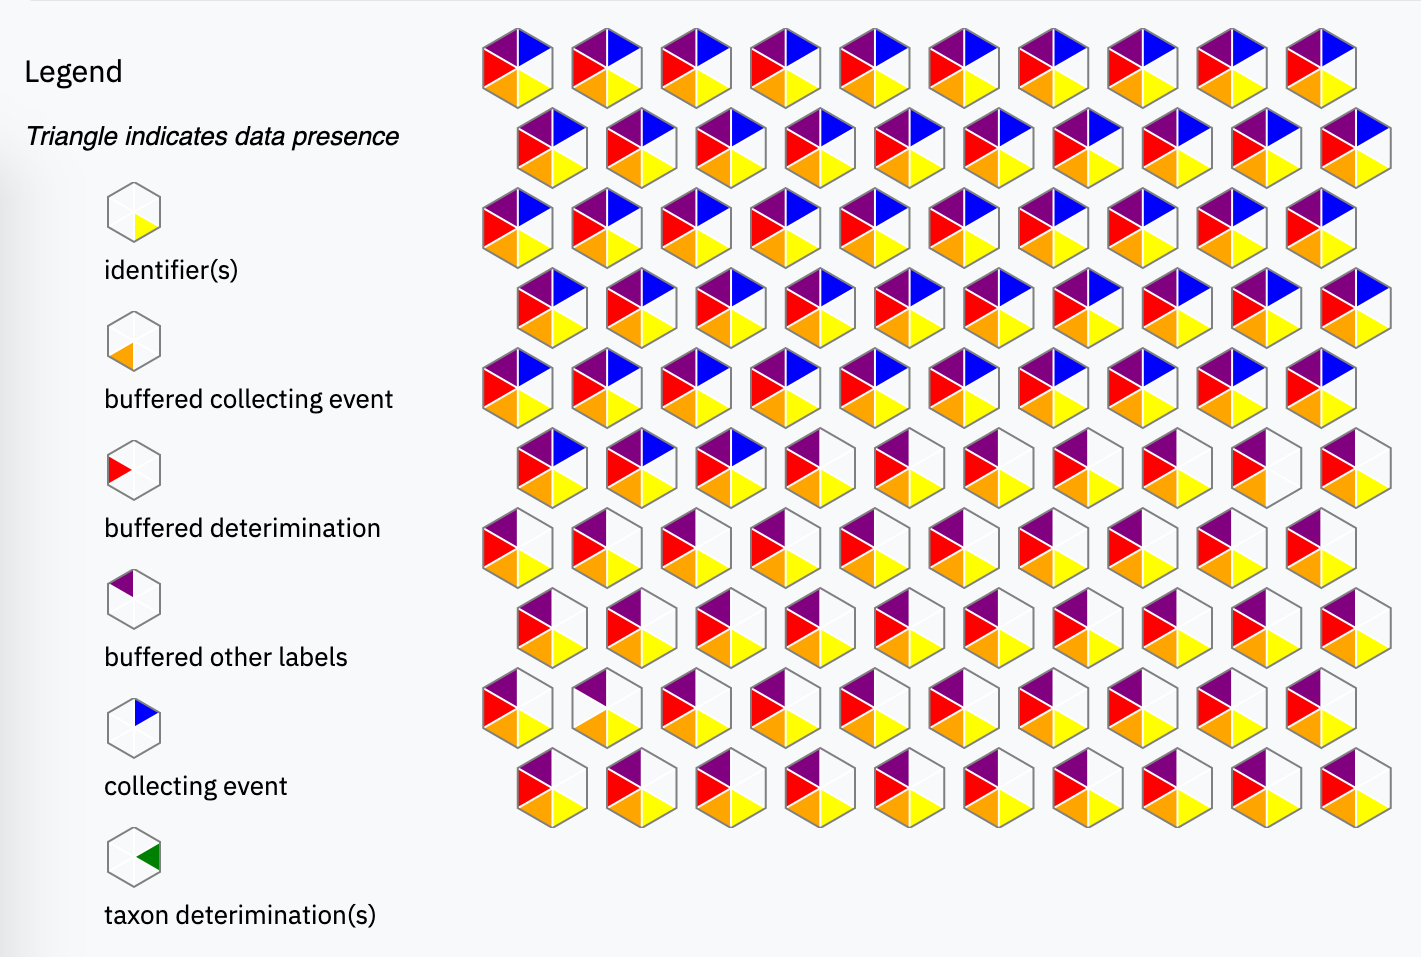 Legend
Triangle indicates data presence
identifier(s)
buffered collecting event
buffered deterimination
buffered other labels
collecting event
taxon deterimination(s)